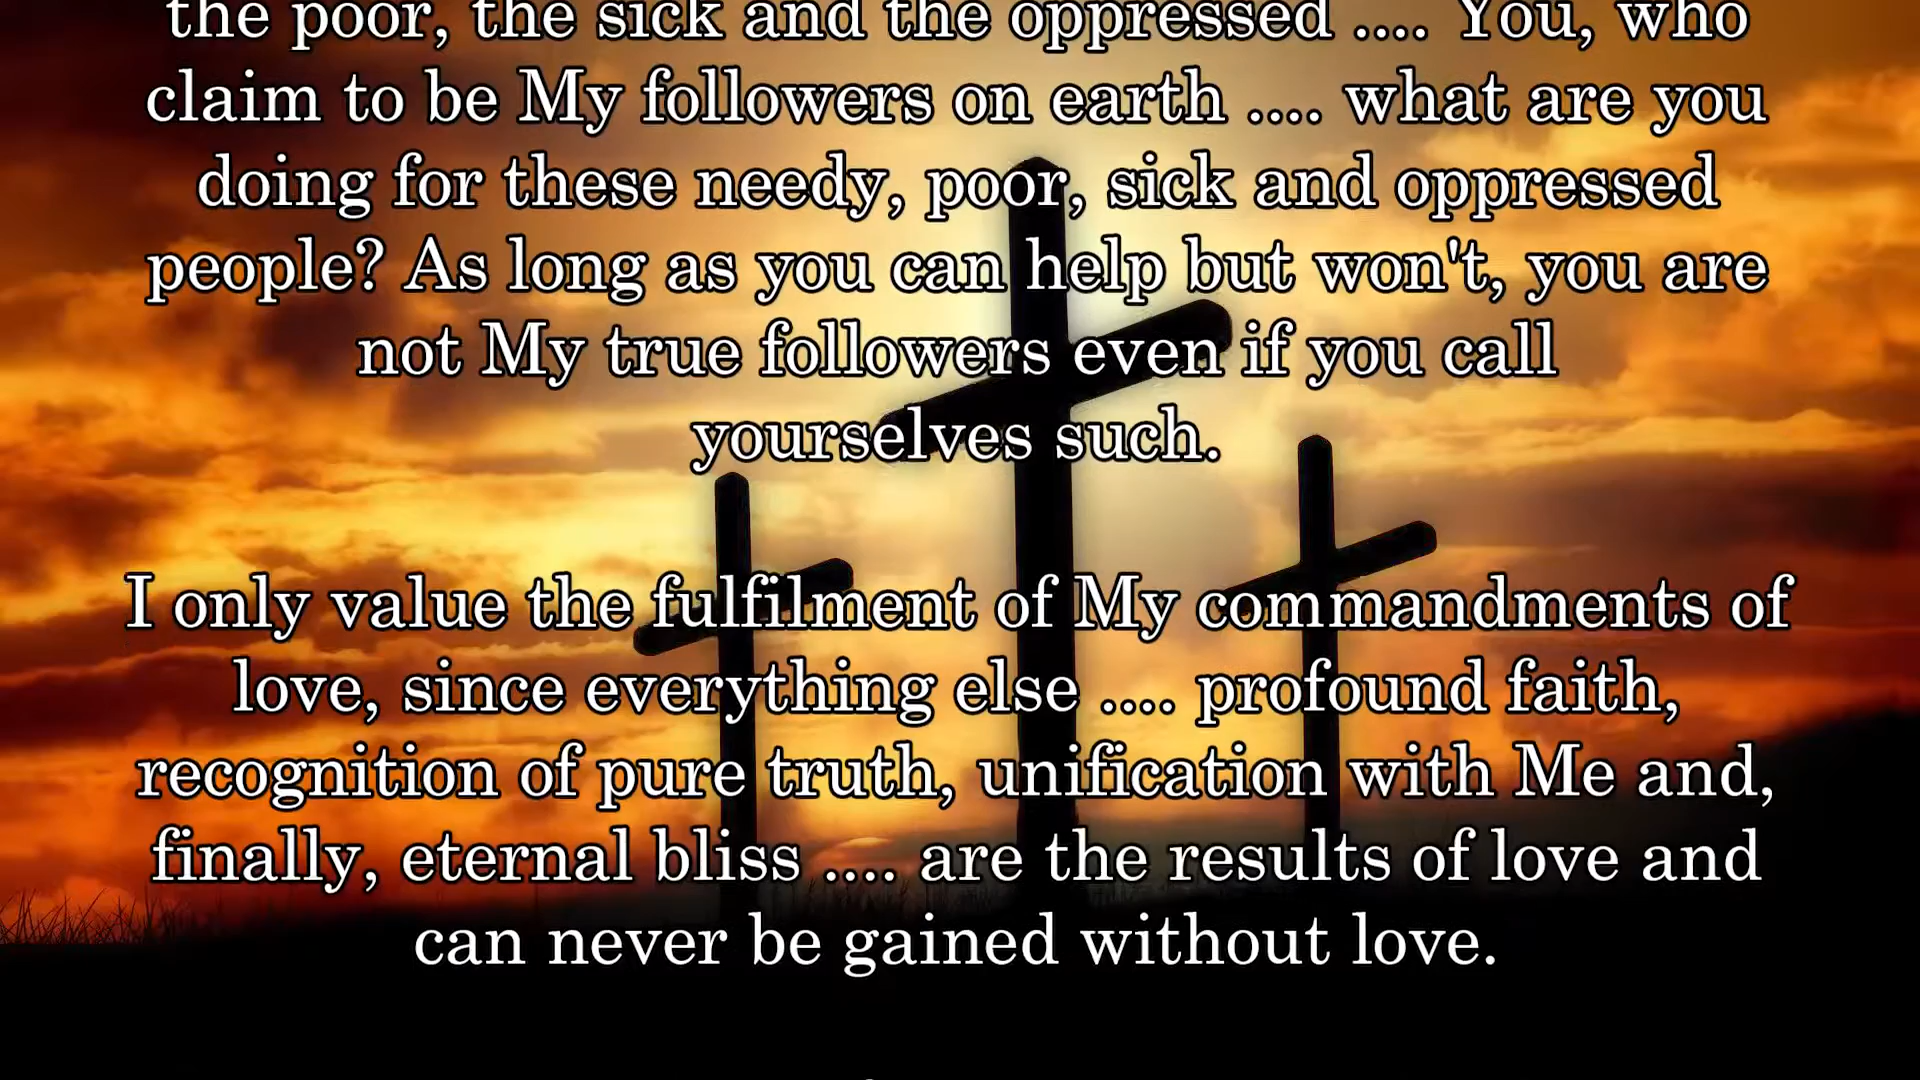 the poor, the sick and the oppressed .... You, who
claim to be My followers on earth .... what are you
doing for these needy, poor, sick and oppressed
people? As long as you can help but won't, you are
not My true followers even if you call
yourselves such.
I only value the fulfilment of My commandments of
love, since everything else .... profound faith,
recognition of pure truth, unification with Me and,
finally, eternal bliss .... are the results of love and
can never be gained without love.